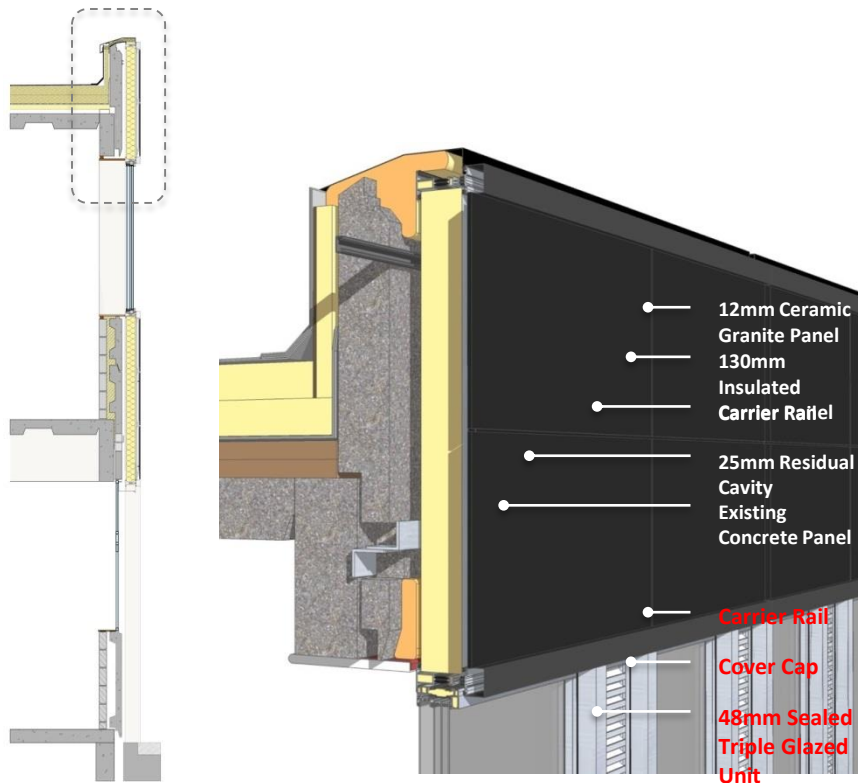 12mm Ceramic
Granite Panel
130mm
Insulated
Carrier
25mm Residual
Cavity
Existing
Concrete Panel
Carrier Rail
Cover Cap
48mm Sealed
Triple Glazed
Unit